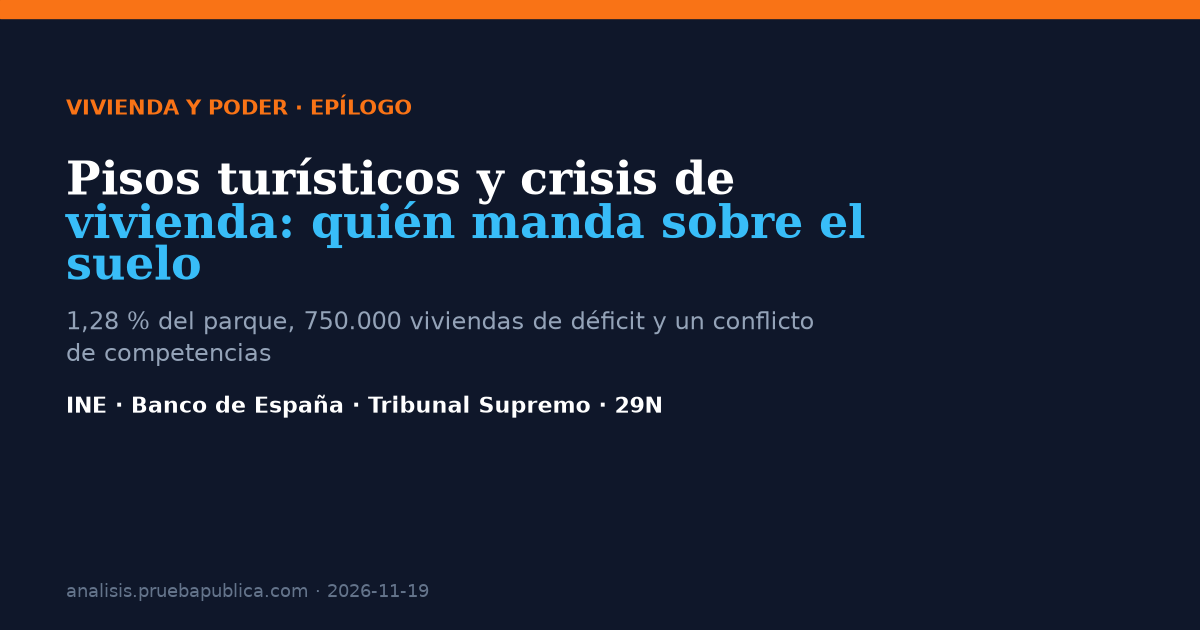 VIVIENDA Y PODER · EPÍLOGO
Pisos turísticos y crisis de
vivienda: quién manda sobre el
suelo
1,28 % del parque, 750.000 viviendas de déficit y un conflicto
de competencias
INE · Banco de España · Tribunal Supremo · 29N
analisis.pruebapublica.com · 2026-11-19